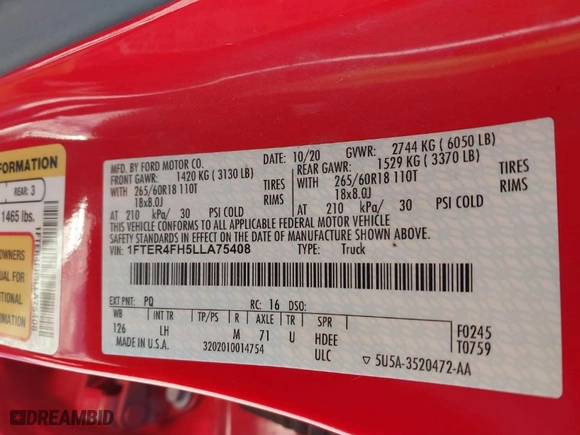 FORMATION
REAR: 3
1465 lbs.
OWNERS
UAL FOR
ITIONAL
RMATION
1FTER4FH5LLA75408
MFD. BY FORD MOTOR CO.
DATE: 10/20
GVWR: 2744 KG ( 6050 LB)
FRONT GAWR: 1420 KG ( 3130 LB)
REAR GAWR: 1529 KG ( 3370 LB)
WITH 265/60R18 110T TIRES
WITH 265/60R18 110T TIRES
18x8.0J RIMS
18x8.0J RIMS
AT 210 kPa/ 30 PSI COLD
AT 210 kPa/ 30 PSI COLD
THIS VEHICLE CONFORMS TO ALL APPLICABLE FEDERAL MOTOR VEHICLE
SAFETY STANDARDS IN EFFECT ON THE DATE OF MANUFACTURE SHOWN ABOVE.
VIN: 1FTER4FH5LLA75408
TYPE: Truck
EXT PNT: PQ
RC: 16 DSO:
WB INT TR TP/PS R AXLE TR SPR
126 LH M 71 U HDEE
F0245
T0759
MADE IN U.S.A. 3202010014754 ULC
5U5A-3520472-AA
DREAMBID